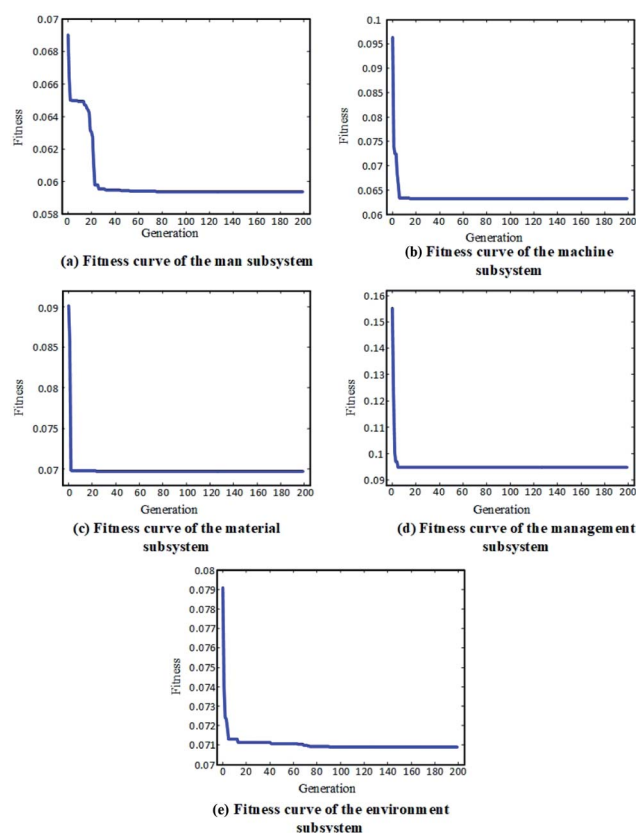 0.07
0.068
0.066
0.064
0.062
0.06
0.058
Fitness
0 20 40 60 80 100 120 140 160 180 200
Generation
(a) Fitness curve of the man subsystem
0.1
0.095
0.09
0.085
0.08
0.075
0.07
0.065
0.06
Fitness
0 20 40 60 80 100 120 140 160 180 200
Generation
(b) Fitness curve of the machine
subsystem
0.09
0.085
0.08
0.075
0.07
Fitness
0 20 40 60 80 100 120 140 160 180 200
Generation
(c) Fitness curve of the material
subsystem
0.16
0.15
0.14
0.13
0.12
0.11
0.1
0.09
Fitness
0 20 40 60 80 100 120 140 160 180 200
Generation
(d) Fitness curve of the management
subsystem
0.08
0.079
0.078
0.077
0.076
0.075
0.074
0.073
0.072
0.071
0.07
Fitness
0 20 40 60 80 100 120 140 160 180 200
Generation
(e) Fitness curve of the environment
subsystem